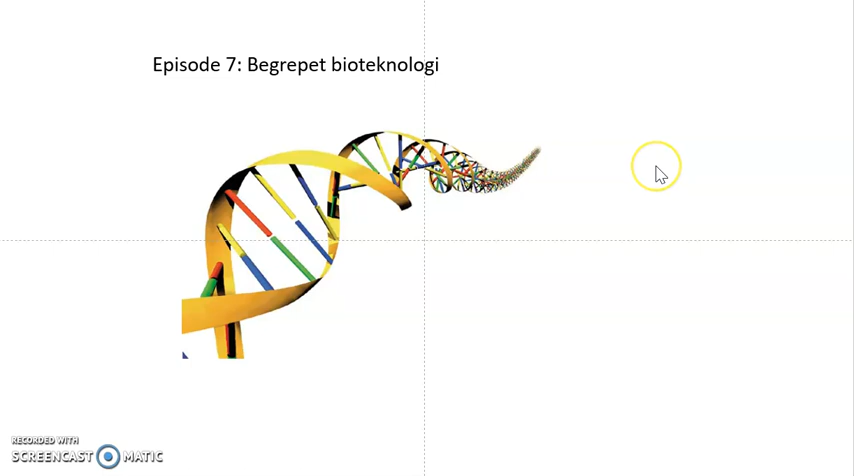 Episode 7: Begrepet bioteknologi
RECORDED WITH
SCREENCAST MATIC